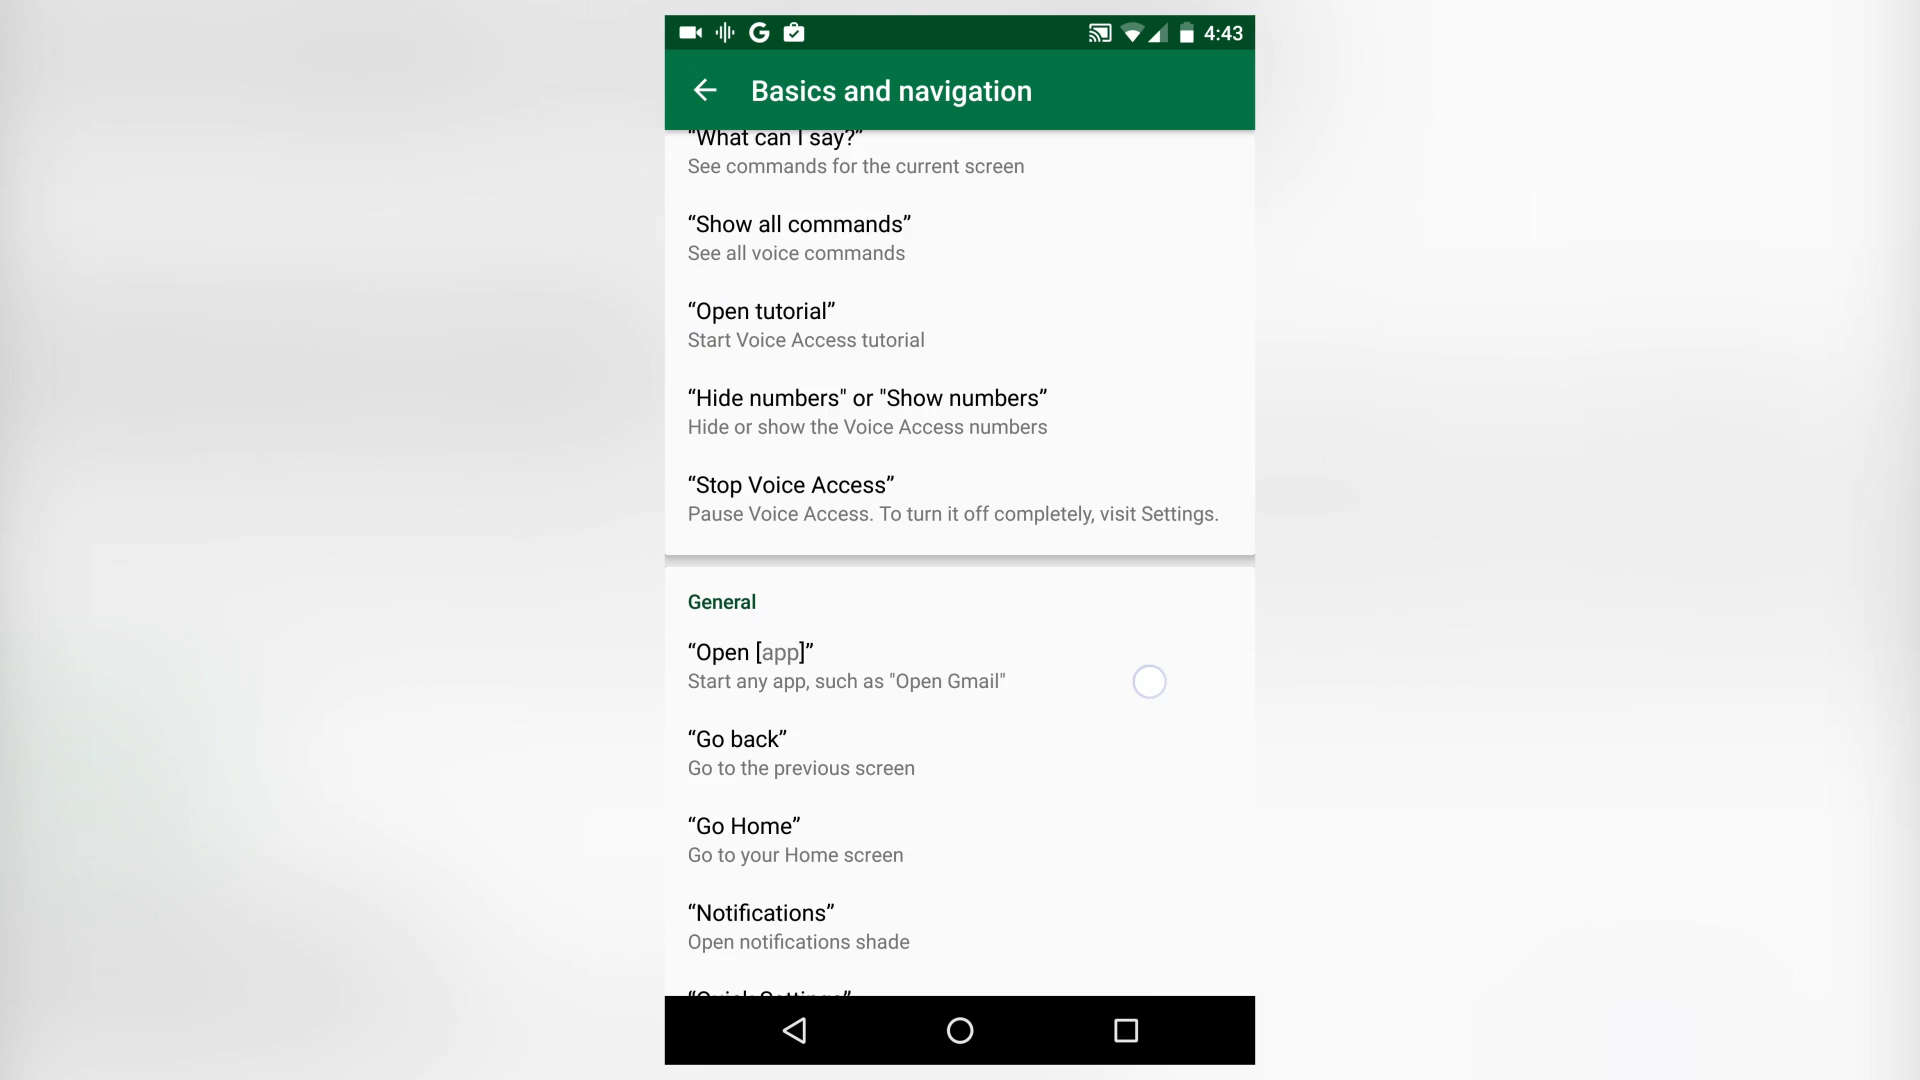 4:43
Basics and navigation
“What can I say?”
See commands for the current screen
“Show all commands”
See all voice commands
“Open tutorial”
Start Voice Access tutorial
“Hide numbers" or "Show numbers”
Hide or show the Voice Access numbers
“Stop Voice Access”
Pause Voice Access. To turn it off completely, visit Settings.
General
“Open [app]”
Start any app, such as "Open Gmail"
“Go back”
Go to the previous screen
“Go Home”
Go to your Home screen
“Notifications”
Open notifications shade
“Quick Settings”